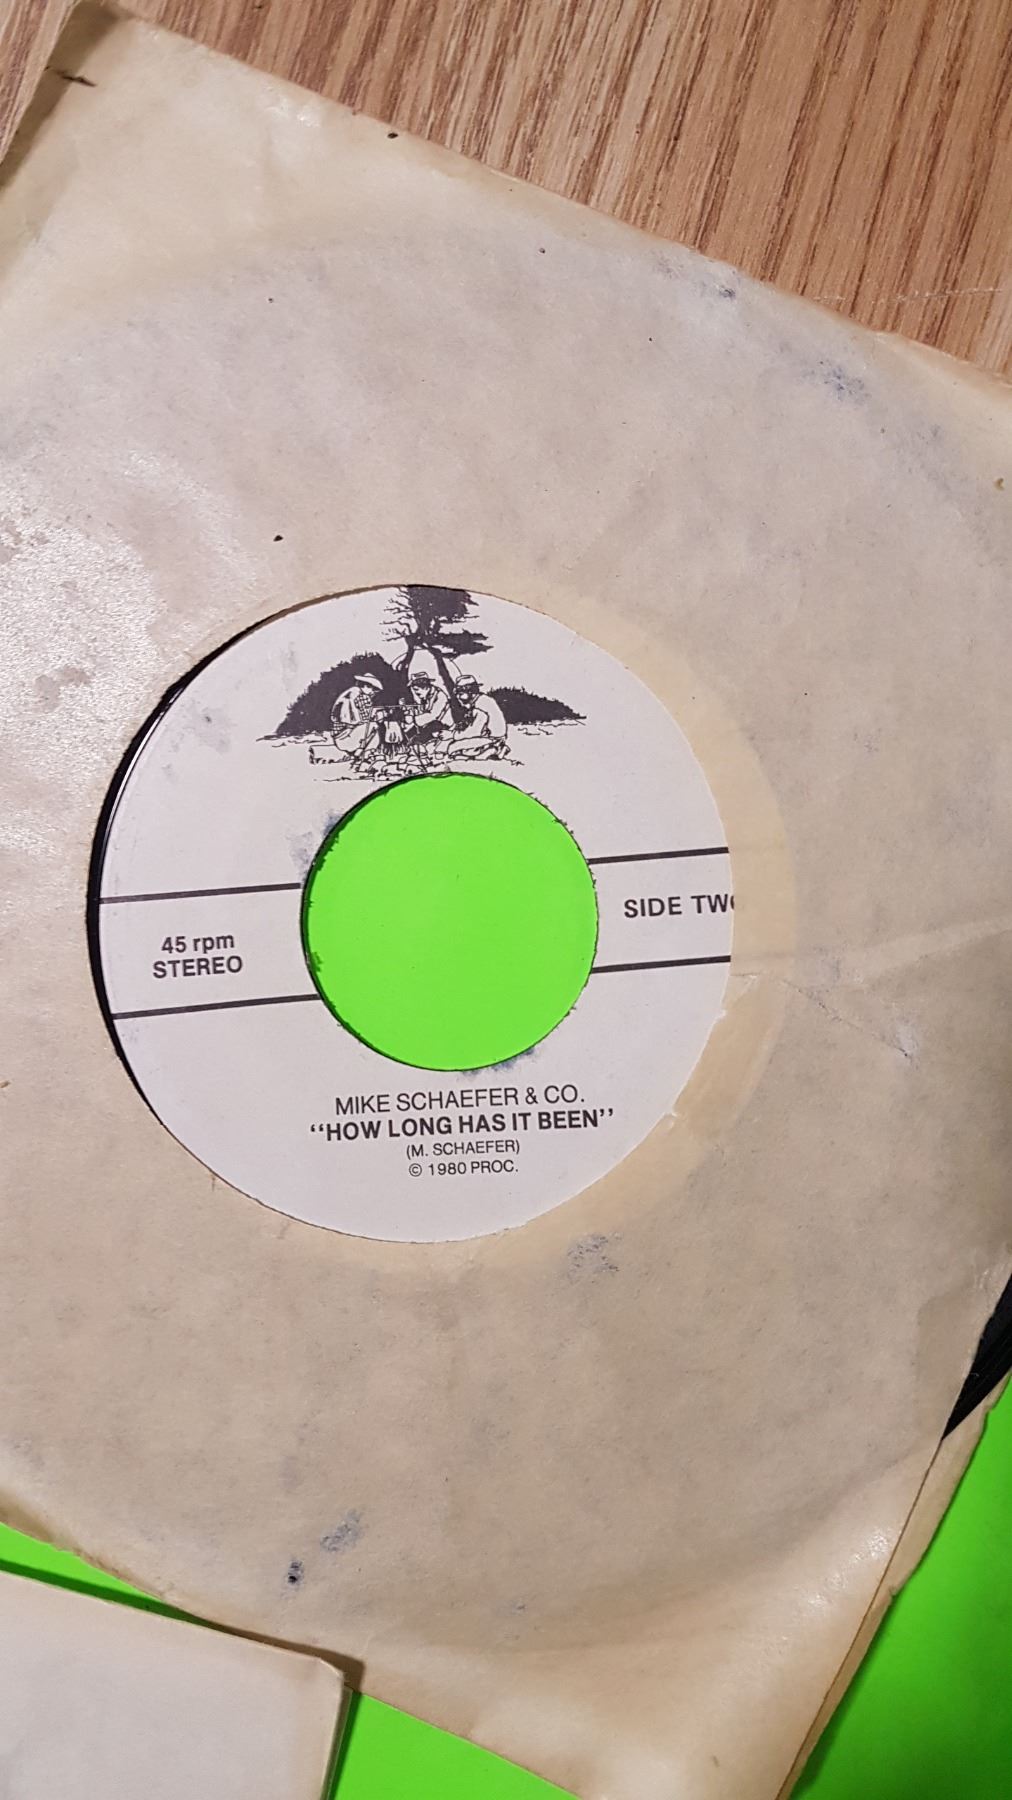 45 rpm
STEREO
SIDE TWO
MIKE SCHAEFER & CO.
“HOW LONG HAS IT BEEN”
(M. SCHAEFER)
© 1980 PROC.